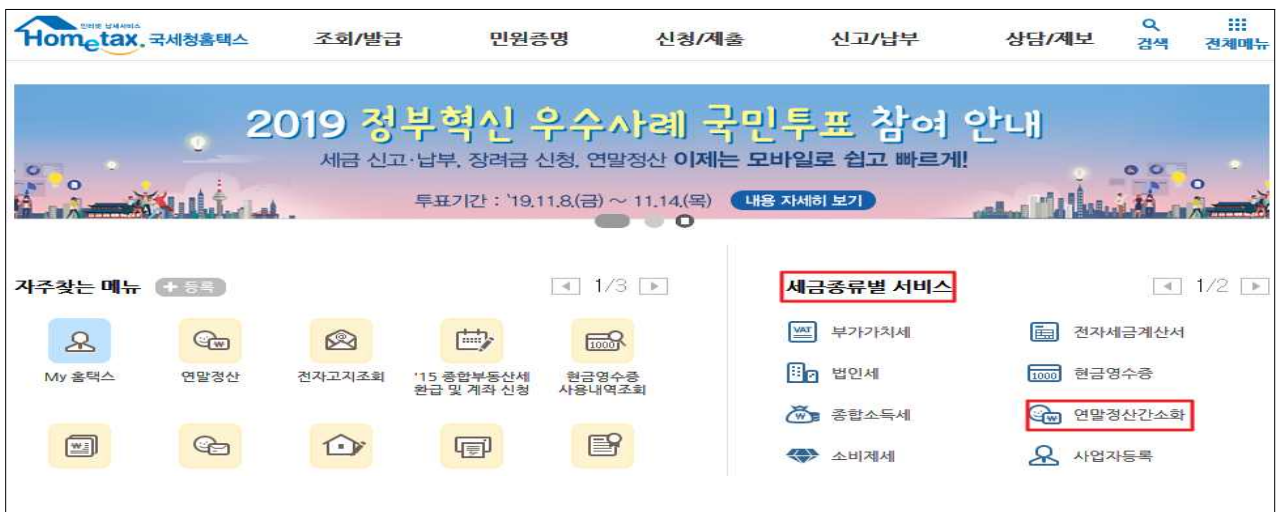 인터넷 납세서비스
Hometax. 국세청홈택스
조회/발급
민원증명
신청/제출
신고/납부
상담/제보
검색
전체메뉴
2019 정부혁신 우수사례 국민투표 참여 안내
세금 신고·납부, 장려금 신청, 연말정산 이제는 모바일로 쉽고 빠르게!
투표기간 : '19.11.8.(금) ~ 11.14.(목) 내용 자세히 보기
자주찾는 메뉴 + 등록
1/3
My 홈택스
연말정산
전자고지조회
'15 종합부동산세
환급 및 계좌 신청
현금영수증
사용내역조회
세금종류별 서비스
1/2
VAT 부가가치세
전자세금계산서
법인세
1000 현금영수증
종합소득세
연말정산간소화
소비제세
사업자등록